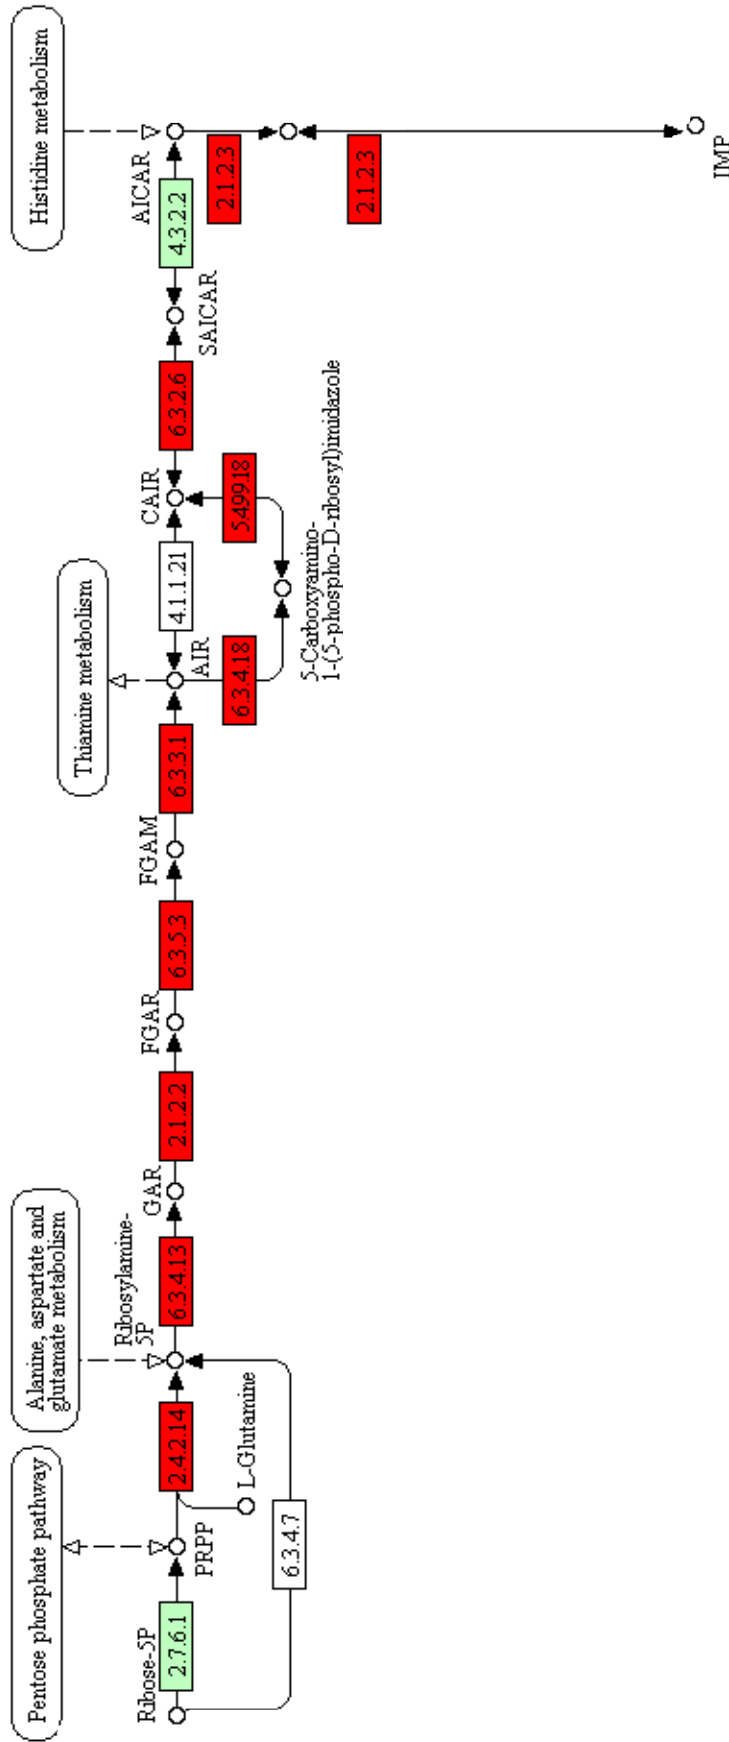 Pentose phosphate pathway
Alanine, aspartate and
glutamate metabolism
Thiamine metabolism
Histidine metabolism
Ribose-5P
2.7.6.1
PRPP
2.4.2.14
L-Glutamine
6.3.4.7
Ribosylamine-
5P
6.3.4.13
GAR
2.1.2.2
FGAR
6.3.5.3
FGAM
6.3.3.1
AIR
4.1.1.21
6.3.4.18
5-Carboxyamino-
1-(5-phospho-D-ribosyl)imidazole
5.499.18
CAIR
6.3.2.6
SAICAR
4.3.2.2
AICAR
2.1.2.3
2.1.2.3
IMP